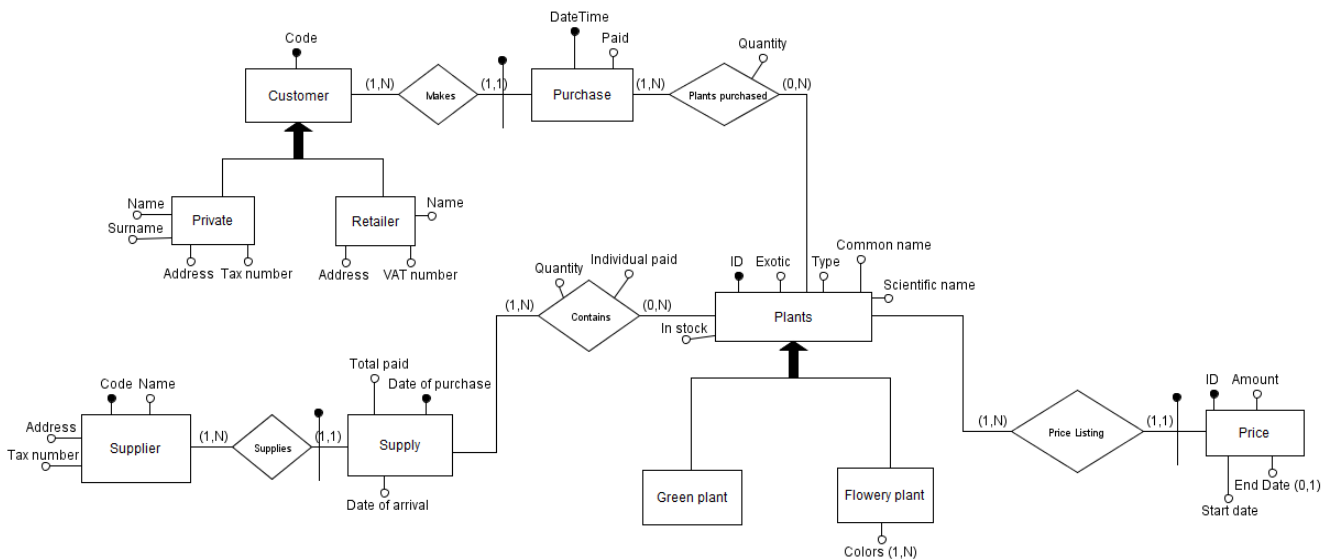 DateTime
Code
Paid
Quantity
Customer
(1,N)
Makes
(1,1)
Purchase
(1,N)
Plants purchased
(0,N)
Name
Surname
Private
Address
Tax number
Retailer
Name
Address
VAT number
Quantity
Individual paid
ID
Exotic
Type
Common name
Scientific name
(1,N)
Contains
(0,N)
In stock
Plants
Total paid
Date of purchase
Code
Name
Address
Tax number
Supplier
(1,N)
Supplies
(1,1)
Supply
Date of arrival
(1,N)
Price Listing
(1,1)
ID
Amount
Price
End Date (0,1)
Start date
Green plant
Flowery plant
Colors (1,N)